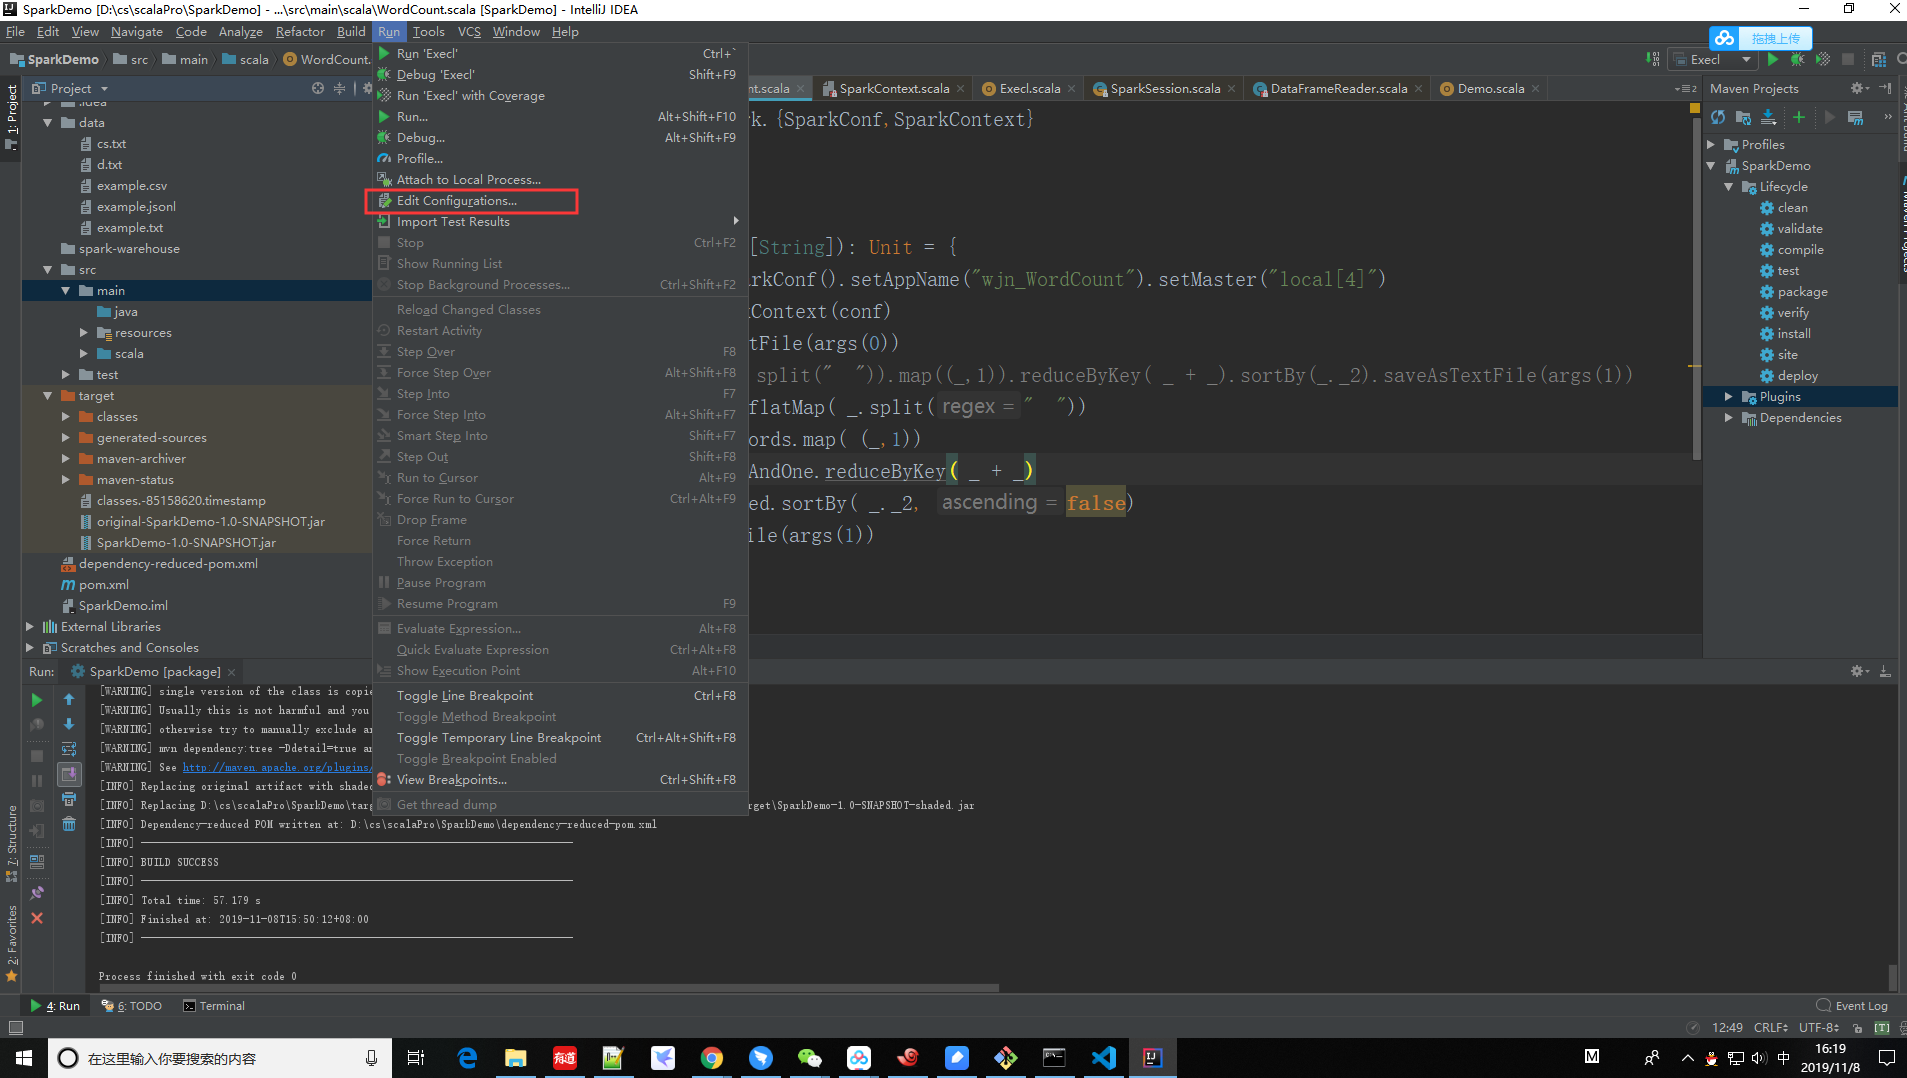 SparkDemo [D:\cs\scalaPro\SparkDemo] - ...\src\main\scala\WordCount.scala [SparkDemo] - IntelliJ IDEA
File Edit View Navigate Code Analyze Refactor Build Run Tools VCS Window Help
拖拽上传
SparkDemo src main scala WordCount.
Execl
Project
nt.scala SparkContext.scala Execl.scala SparkSession.scala DataFrameReader.scala Demo.scala
Maven Projects
1: Project
.idea
data
cs.txt
d.txt
example.csv
example.jsonl
example.txt
spark-warehouse
src
main
java
resources
scala
test
target
classes
generated-sources
maven-archiver
maven-status
classes.-85158620.timestamp
original-SparkDemo-1.0-SNAPSHOT.jar
SparkDemo-1.0-SNAPSHOT.jar
dependency-reduced-pom.xml
pom.xml
SparkDemo.iml
External Libraries
Scratches and Consoles
Run 'Execl' Ctrl+`
Debug 'Execl' Shift+F9
Run 'Execl' with Coverage
Run... Alt+Shift+F10
Debug... Alt+Shift+F9
Profile...
Attach to Local Process...
Edit Configurations...
Import Test Results
Stop Ctrl+F2
Show Running List
Stop Background Processes... Ctrl+Shift+F2
Reload Changed Classes
Restart Activity
Step Over F8
Force Step Over Alt+Shift+F8
Step Into F7
Force Step Into Alt+Shift+F7
Smart Step Into Shift+F7
Step Out Shift+F8
Run to Cursor Alt+F9
Force Run to Cursor Ctrl+Alt+F9
Drop Frame
Force Return
Throw Exception
Pause Program
Resume Program F9
Evaluate Expression... Alt+F8
Quick Evaluate Expression Ctrl+Alt+F8
Show Execution Point Alt+F10
Toggle Line Breakpoint Ctrl+F8
Toggle Method Breakpoint
Toggle Temporary Line Breakpoint Ctrl+Alt+Shift+F8
Toggle Breakpoint Enabled
View Breakpoints... Ctrl+Shift+F8
Get thread dump
k.{SparkConf,SparkContext}
[String]): Unit = {
rkConf().setAppName("wjn_WordCount").setMaster("local[4]")
kContext(conf)
tFile(args(0))
split(" ")).map((_,1)).reduceByKey( _ + _).sortBy(_._2).saveAsTextFile(args(1))
flatMap( _.split( regex = " "))
ords.map( (_,1))
AndOne.reduceByKey( _ + _)
ed.sortBy( _._2, ascending = false)
ile(args(1))
Profiles
SparkDemo
Lifecycle
clean
validate
compile
test
package
verify
install
site
deploy
Plugins
Dependencies
Run: SparkDemo [package]
[WARNING] single version of the class is copie
[WARNING] Usually this is not harmful and you
[WARNING] otherwise try to manually exclude ar
[WARNING] mvn dependency:tree -Ddetail=true an
[WARNING] See http://maven.apache.org/plugins/
[INFO] Replacing original artifact with shaded
[INFO] Replacing D:\cs\scalaPro\SparkDemo\targ rget\SparkDemo-1.0-SNAPSHOT-shaded.jar
[INFO] Dependency-reduced POM written at: D:\cs\scalaPro\SparkDemo\dependency-reduced-pom.xml
[INFO] ------------------------------------------------------------------------
[INFO] BUILD SUCCESS
[INFO] ------------------------------------------------------------------------
[INFO] Total time: 57.179 s
[INFO] Finished at: 2019-11-08T15:50:12+08:00
[INFO] ------------------------------------------------------------------------
Process finished with exit code 0
7: Structure
2: Favorites
4: Run 6: TODO Terminal Event Log
12:49 CRLF UTF-8 [T]
在这里输入你要搜索的内容
有道
M
中
16:19
2019/11/8